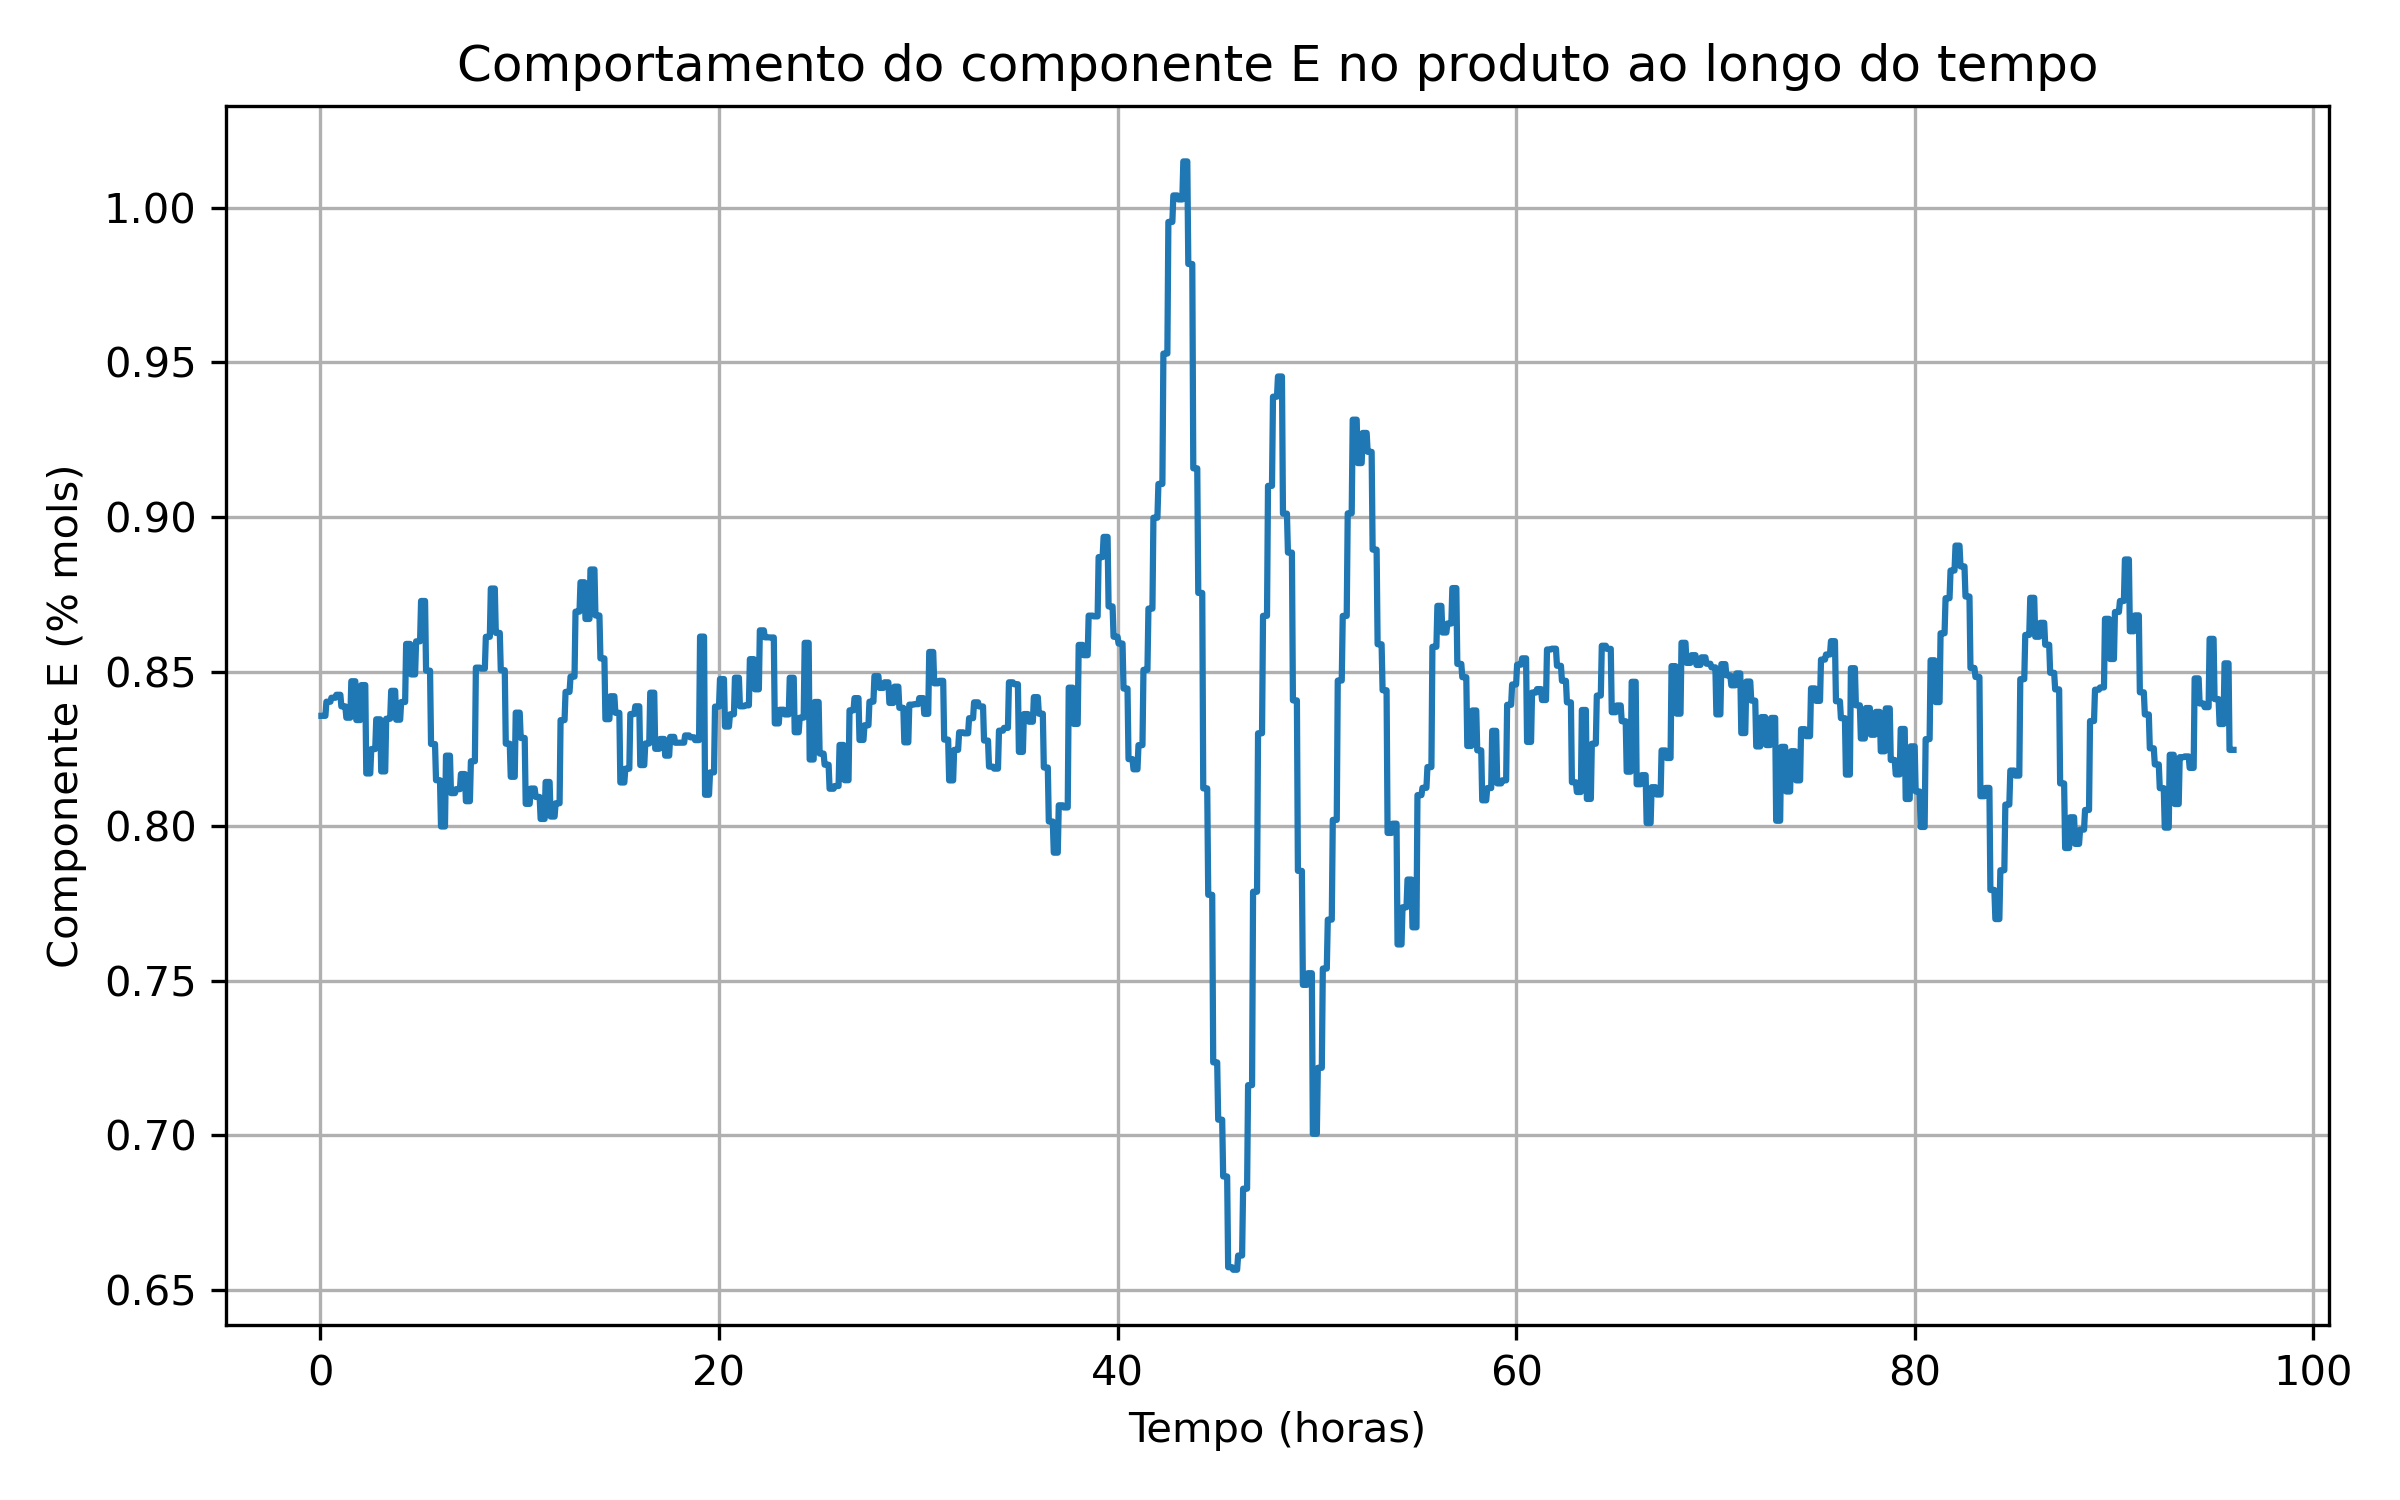 Comportamento do componente E no produto ao longo do tempo
Componente E (% mols)
1.00
0.95
0.90
0.85
0.80
0.75
0.70
0.65
0 20 40 60 80 100
Tempo (horas)